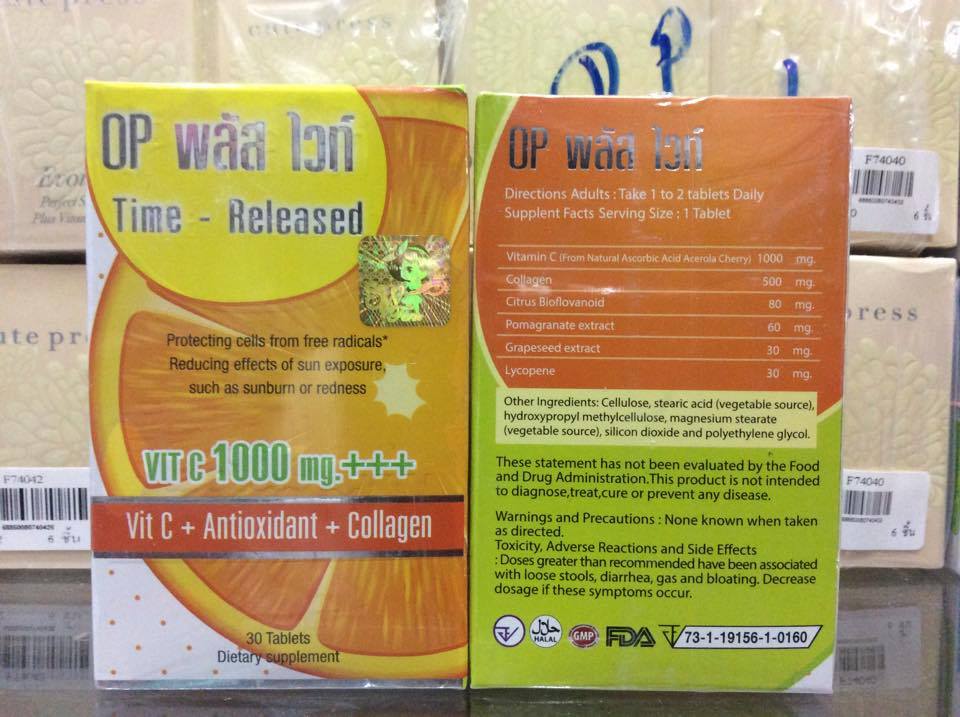 OP พลัส ไวท์
Time - Released
Protecting cells from free radicals*
Reducing effects of sun exposure,
such as sunburn or redness
VIT C 1000 mg.+++
Vit C + Antioxidant + Collagen
30 Tablets
Dietary supplement
OP พลัส ไวท์
Directions Adults : Take 1 to 2 tablets Daily
Supplent Facts Serving Size : 1 Tablet
Vitamin C (From Natural Ascorbic Acid Acerola Cherry) 1000 mg.
Collagen 500 mg.
Citrus Bioflovanoid 80 mg.
Pomagranate extract 60 mg.
Grapeseed extract 30 mg.
Lycopene 30 mg.
Other Ingredients: Cellulose, stearic acid (vegetable source),
hydroxypropyl methylcellulose, magnesium stearate
(vegetable source), silicon dioxide and polyethylene glycol.
These statement has not been evaluated by the Food
and Drug Administration.This product is not intended
to diagnose,treat,cure or prevent any disease.
Warnings and Precautions : None known when taken
as directed.
Toxicity, Adverse Reactions and Side Effects
: Doses greater than recommended have been associated
with loose stools, diarrhea, gas and bloating. Decrease
dosage if these symptoms occur.
حلال
HALAL
GMP
FDA
73-1-19156-1-0160
cute press
F74040
6 ชิ้น
F74042
6 ชิ้น
press
F74040
6 ชิ้น